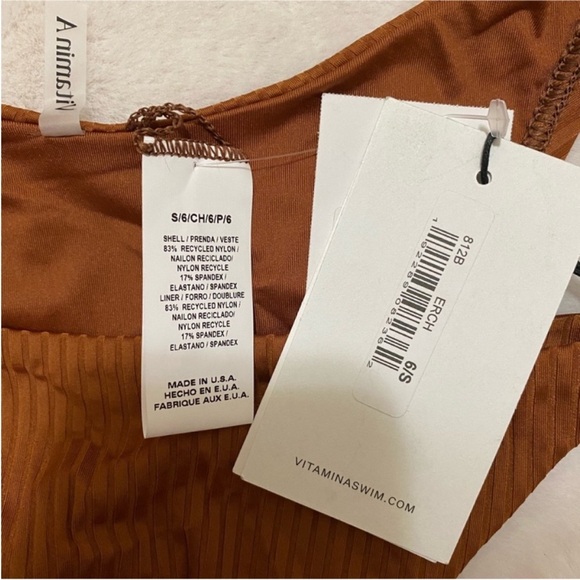 Vitamin A
S/6/CH/6/P/6
SHELL / PRENDA / VESTE
83% RECYCLED NYLON /
NAILON RECICLADO/
NYLON RECYCLE
17% SPANDEX /
ELASTANO / SPANDEX
LINER / FORRO / DOUBLURE
83% RECYCLED NYLON /
NAILON RECICLADO/
NYLON RECYCLE
17% SPANDEX /
ELASTANO / SPANDEX
MADE IN U.S.A.
HECHO EN E.U.A.
FABRIQUE AUX E.U.A.
812B ERCH 6/S
VITAMINASWIM.COM